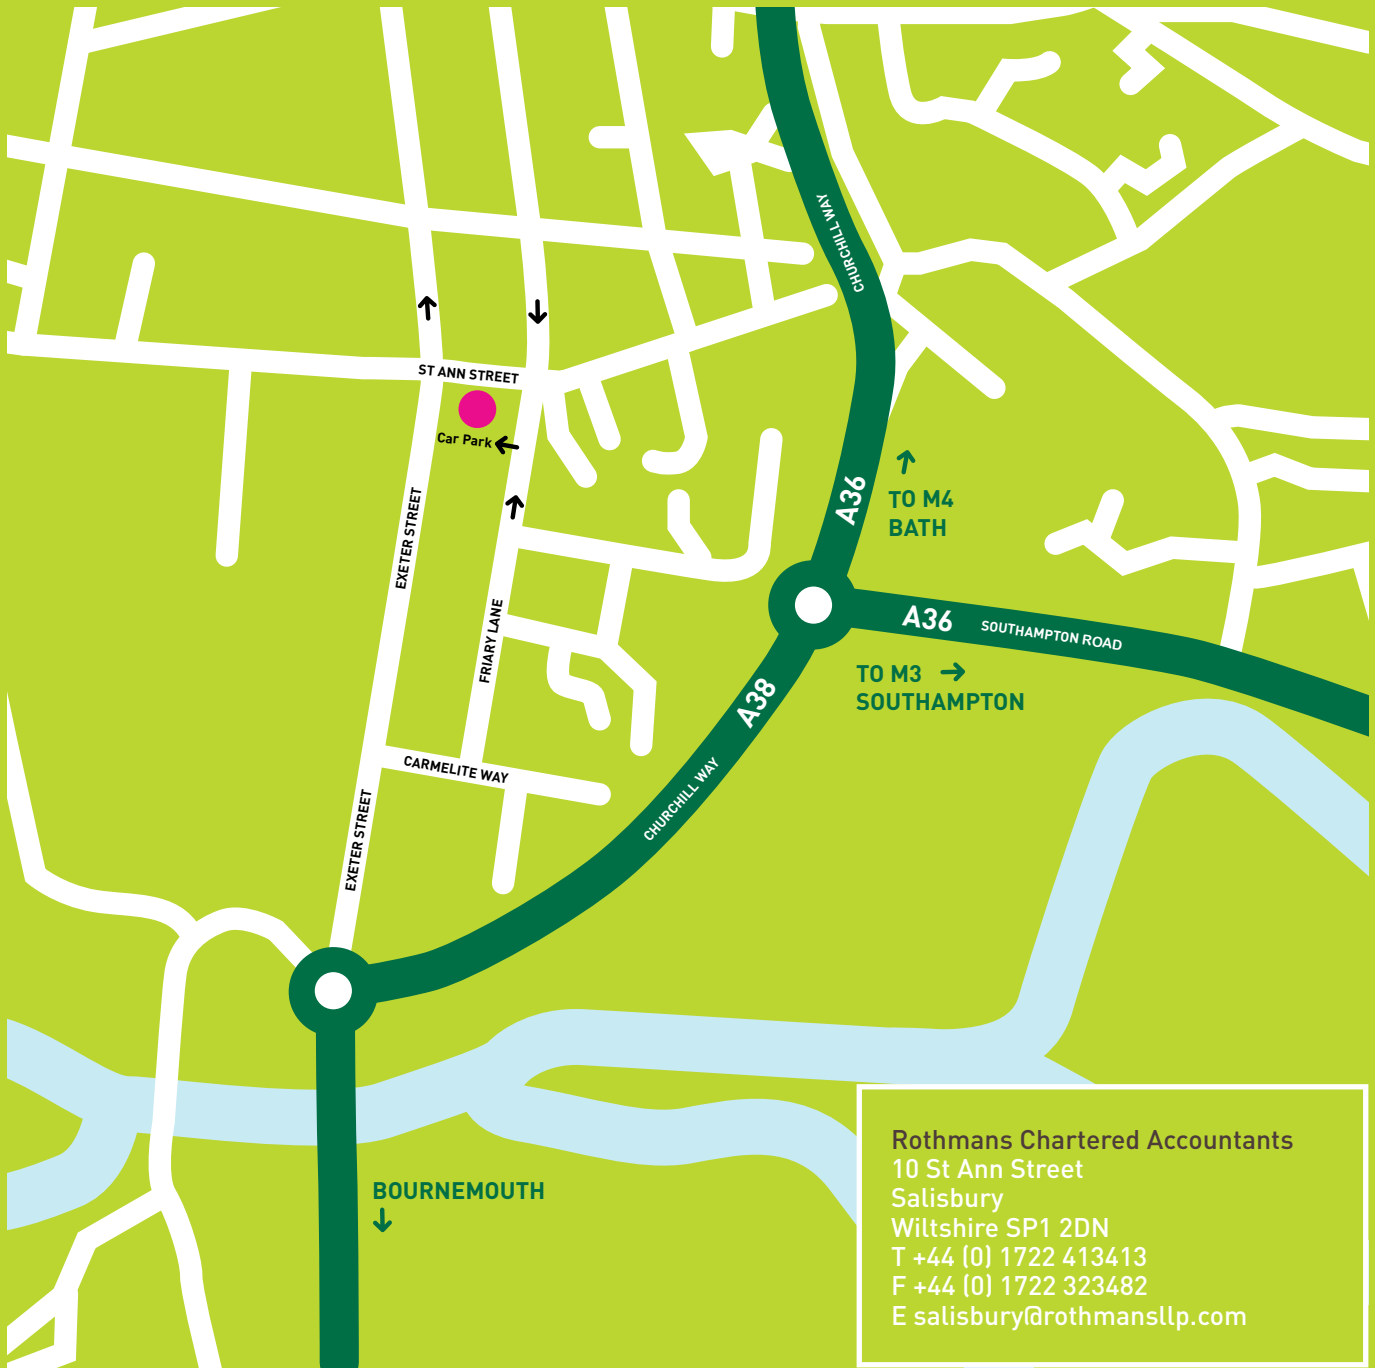 CHURCHILL WAY
ST ANN STREET
Car Park
EXETER STREET
A36
TO M4
BATH
FRIARY LANE
A36
SOUTHAMPTON ROAD
TO M3
SOUTHAMPTON
A38
CARMELITE WAY
CHURCHILL WAY
EXETER STREET
BOURNEMOUTH
Rothmans Chartered Accountants
10 St Ann Street
Salisbury
Wiltshire SP1 2DN
T +44 (0) 1722 413413
F +44 (0) 1722 323482
E salisbury@rothmansllp.com